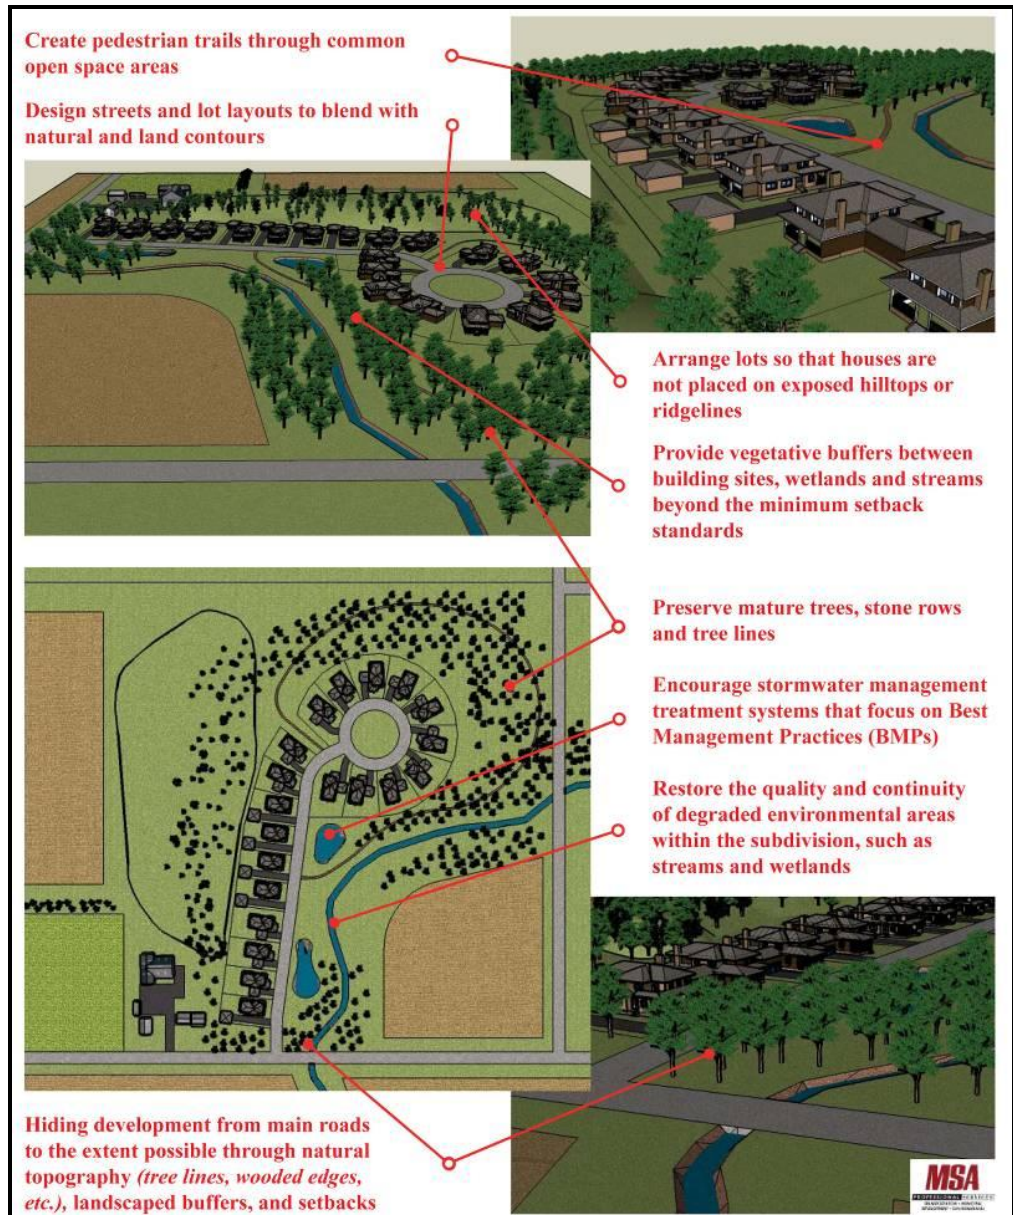 Create pedestrian trails through common
open space areas
Design streets and lot layouts to blend with
natural and land contours
Arrange lots so that houses are
not placed on exposed hilltops or
ridgelines
Provide vegetative buffers between
building sites, wetlands and streams
beyond the minimum setback
standards
Preserve mature trees, stone rows
and tree lines
Encourage stormwater management
treatment systems that focus on Best
Management Practices (BMPs)
Restore the quality and continuity
of degraded environmental areas
within the subdivision, such as
streams and wetlands
Hiding development from main roads
to the extent possible through natural
topography (tree lines, wooded edges,
etc.), landscaped buffers, and setbacks
MSA
PROFESSIONAL SERVICES